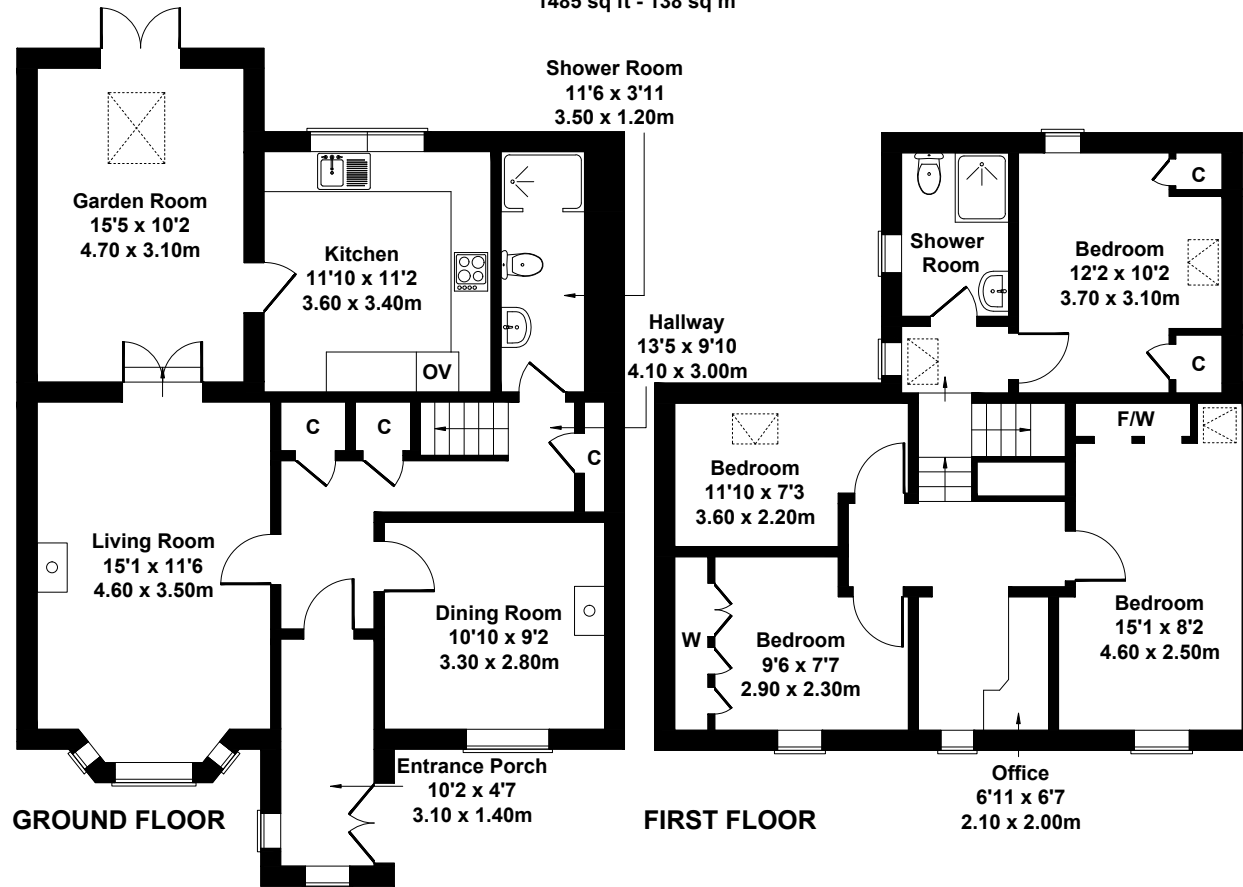 1485 sq ft - 138 sq m
Shower Room
11'6 x 3'11
3.50 x 1.20m
Garden Room
15'5 x 10'2
4.70 x 3.10m
Kitchen
11'10 x 11'2
3.60 x 3.40m
OV
Hallway
13'5 x 9'10
4.10 x 3.00m
C
C
C
Living Room
15'1 x 11'6
4.60 x 3.50m
Dining Room
10'10 x 9'2
3.30 x 2.80m
Entrance Porch
10'2 x 4'7
3.10 x 1.40m
GROUND FLOOR
Shower
Room
Bedroom
12'2 x 10'2
3.70 x 3.10m
C
C
F/W
Bedroom
11'10 x 7'3
3.60 x 2.20m
W
Bedroom
9'6 x 7'7
2.90 x 2.30m
Bedroom
15'1 x 8'2
4.60 x 2.50m
Office
6'11 x 6'7
2.10 x 2.00m
FIRST FLOOR